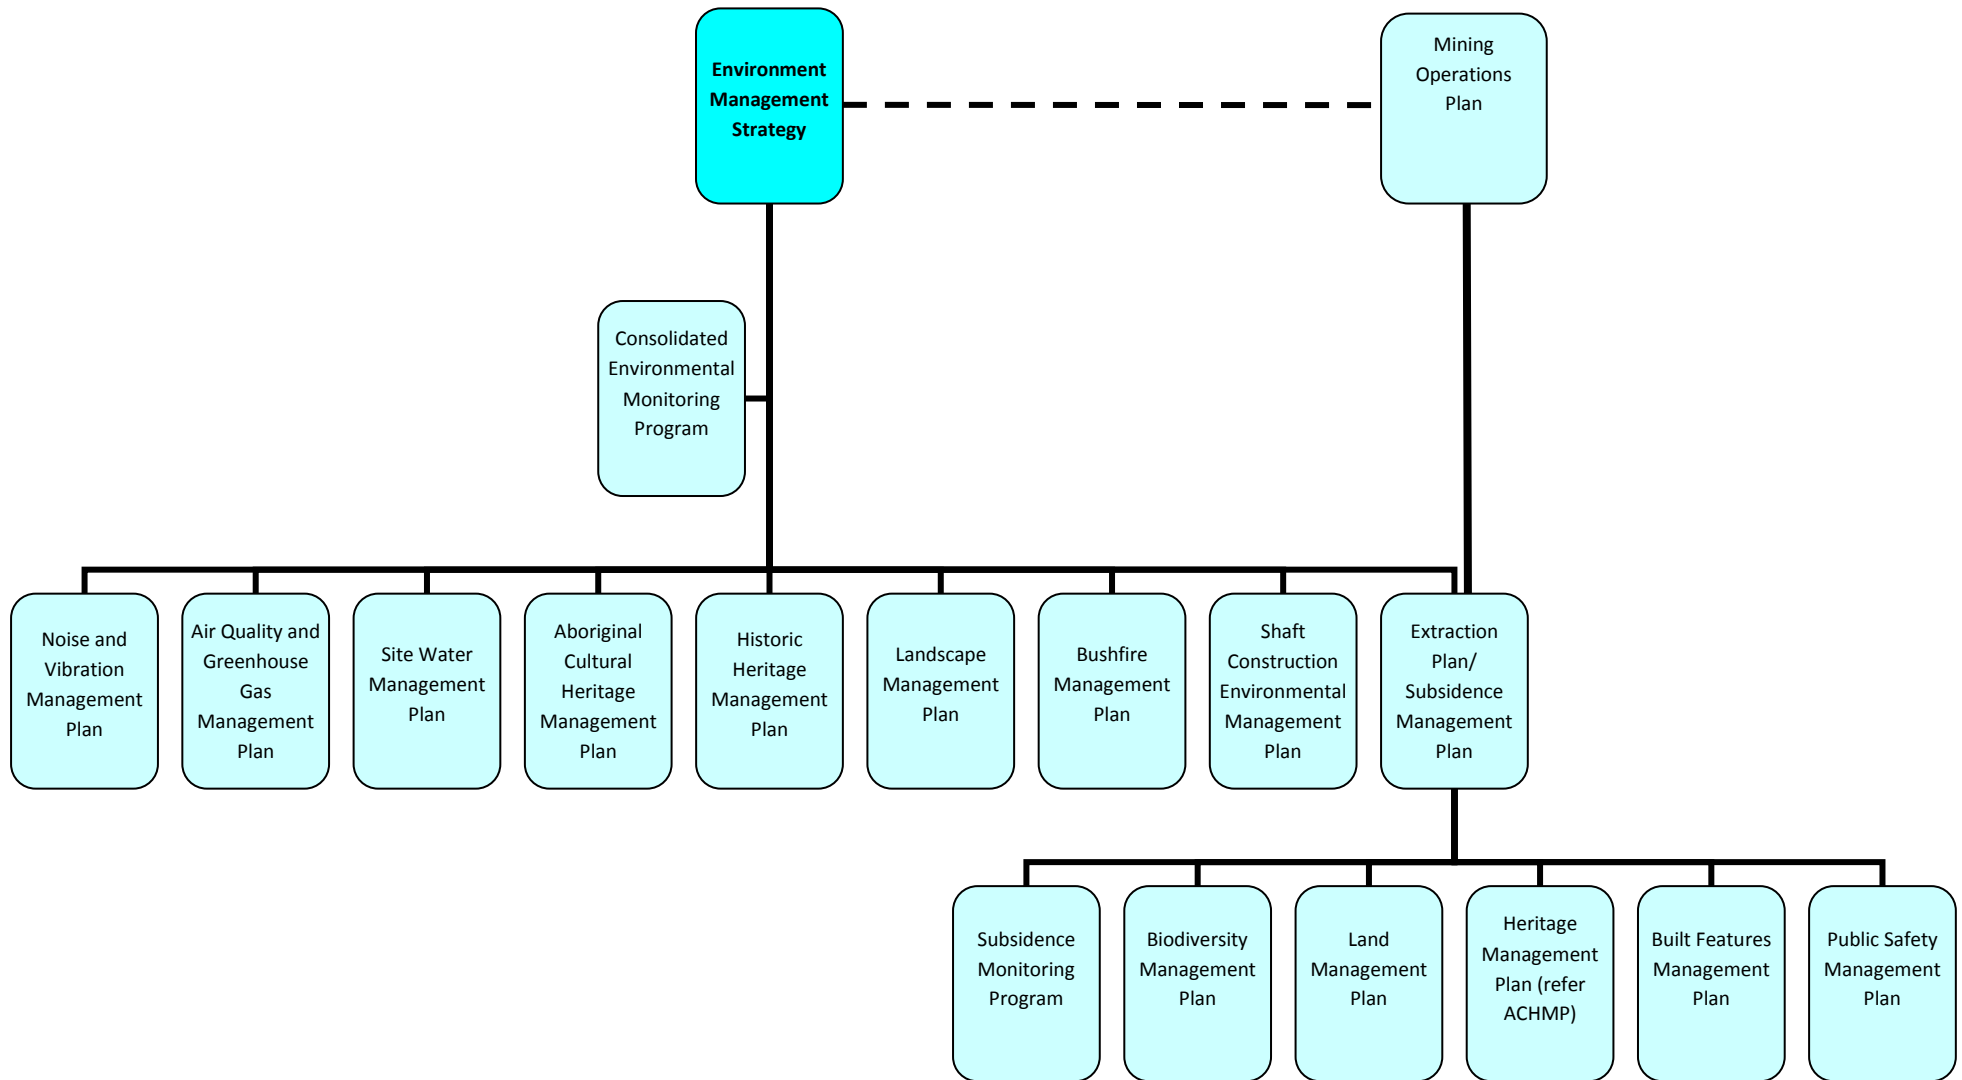 Environment
Management
Strategy
Mining
Operations
Plan
Consolidated
Environmental
Monitoring
Program
Noise and
Vibration
Management
Plan
Air Quality and
Greenhouse
Gas
Management
Plan
Site Water
Management
Plan
Aboriginal
Cultural
Heritage
Management
Plan
Historic
Heritage
Management
Plan
Landscape
Management
Plan
Bushfire
Management
Plan
Shaft
Construction
Environmental
Management
Plan
Extraction
Plan/
Subsidence
Management
Plan
Subsidence
Monitoring
Program
Biodiversity
Management
Plan
Land
Management
Plan
Heritage
Management
Plan (refer
ACHMP)
Built Features
Management
Plan
Public Safety
Management
Plan